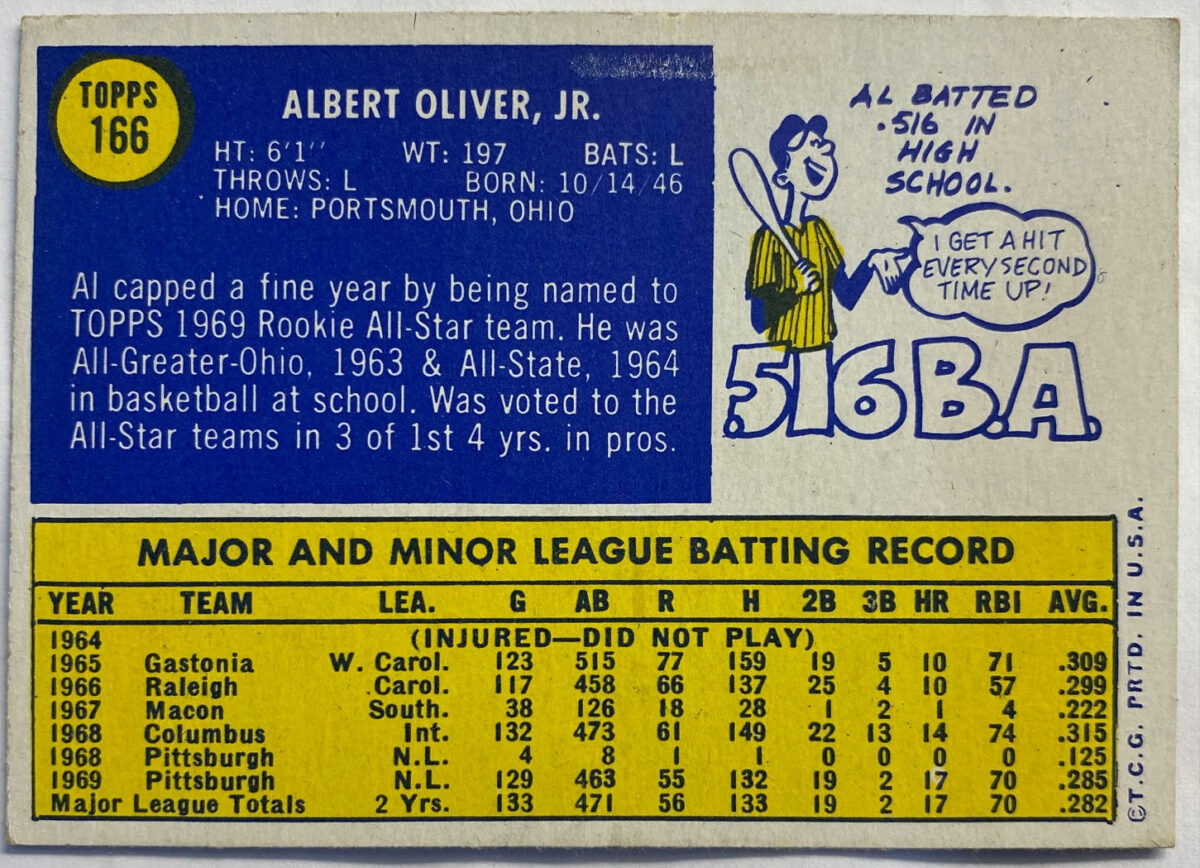 TOPPS
166
ALBERT OLIVER, JR.
HT: 6'1" WT: 197 BATS: L
THROWS: L BORN: 10/14/46
HOME: PORTSMOUTH, OHIO
Al capped a fine year by being named to
TOPPS 1969 Rookie All-Star team. He was
All-Greater-Ohio, 1963 & All-State, 1964
in basketball at school. Was voted to the
All-Star teams in 3 of 1st 4 yrs. in pros.
AL BATTED
.516 IN
HIGH
SCHOOL.
I GET A HIT
EVERY SECOND
TIME UP!
.516 B.A.
MAJOR AND MINOR LEAGUE BATTING RECORD
YEAR TEAM LEA. G AB R H 2B 3B HR RBI AVG.
1964 (INJURED—DID NOT PLAY)
1965 Gastonia W. Carol. 123 515 77 159 19 5 10 71 .309
1966 Raleigh Carol. 117 458 66 137 25 4 10 57 .299
1967 Macon South. 38 126 18 28 1 2 1 4 .222
1968 Columbus Int. 132 473 61 149 22 13 14 74 .315
1968 Pittsburgh N.L. 4 8 1 1 0 0 0 0 .125
1969 Pittsburgh N.L. 129 463 55 132 19 2 17 70 .285
Major League Totals 2 Yrs. 133 471 56 133 19 2 17 70 .282
©T.C.G. PRTD. IN U.S.A.